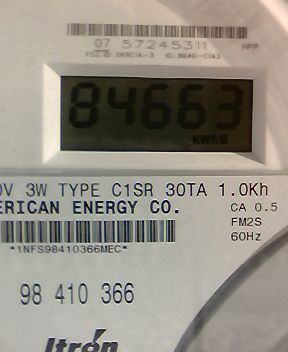 07 57245311
84663
kWh
0V 3W TYPE C1SR 30TA 1.0Kh
ERICAN ENERGY CO.
CA 0.5
FM2S
60Hz
*1NFS98410366MEC*
98 410 366
Itron